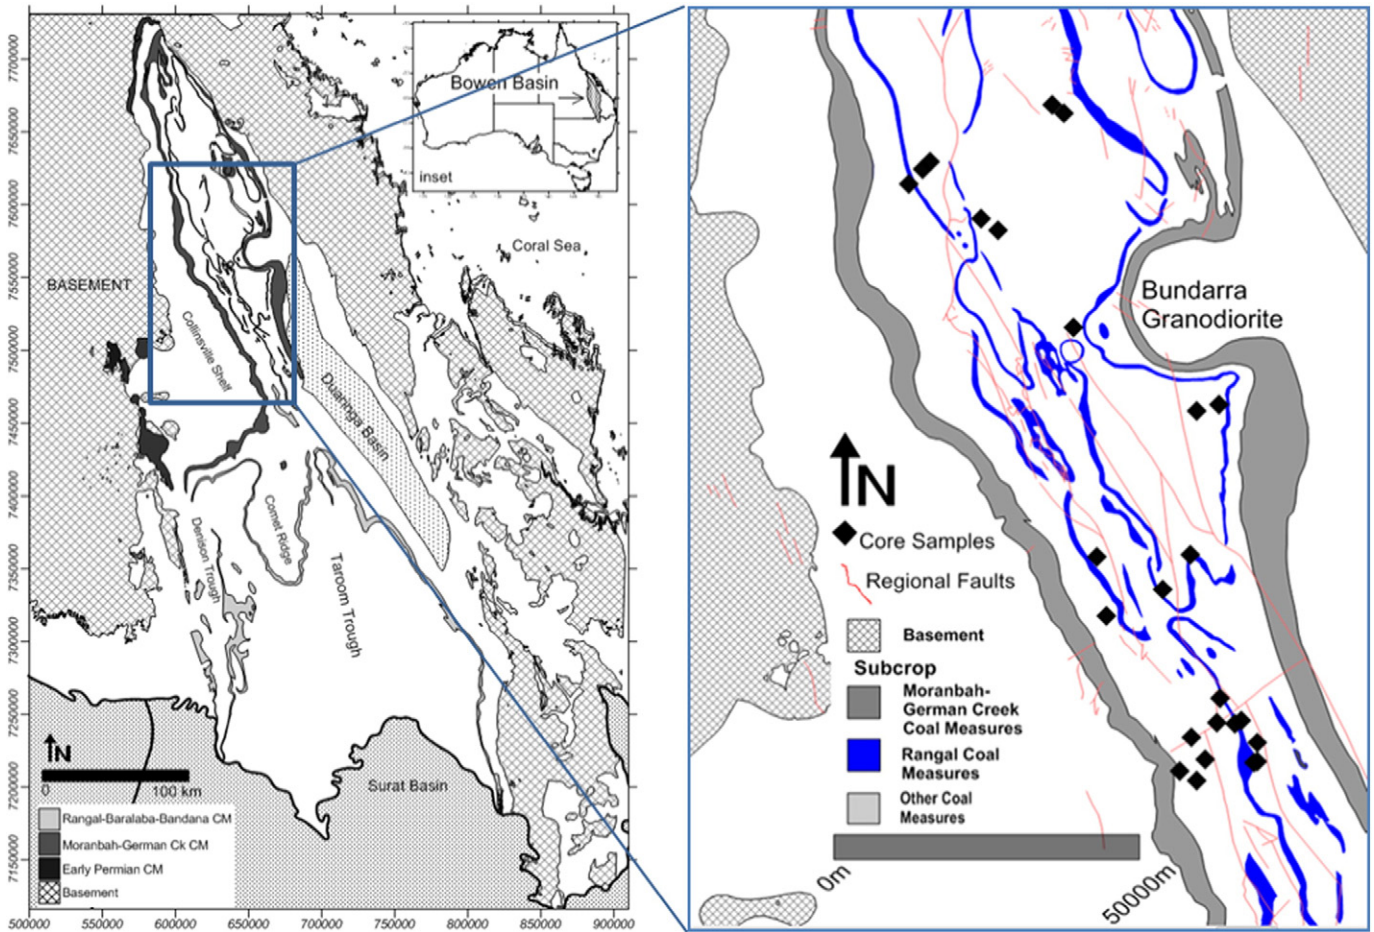 7700000
7650000
7600000
7550000
7500000
7450000
7400000
7350000
7300000
7250000
7200000
7150000
500000
550000
600000
650000
700000
750000
800000
850000
900000
Bowen Basin
inset
Coral Sea
BASEMENT
Collinsville Shelf
Duaringa Basin
Denison Trough
Comet Ridge
Taroom Trough
Surat Basin
N
0
100 km
Rangal-Baralaba-Bandana CM
Moranbah-German Ck CM
Early Permian CM
Basement
Bundarra
Granodiorite
N
Core Samples
Regional Faults
Basement
Subcrop
Moranbah-
German Creek
Coal Measures
Rangal Coal
Measures
Other Coal
Measures
0m
50000m